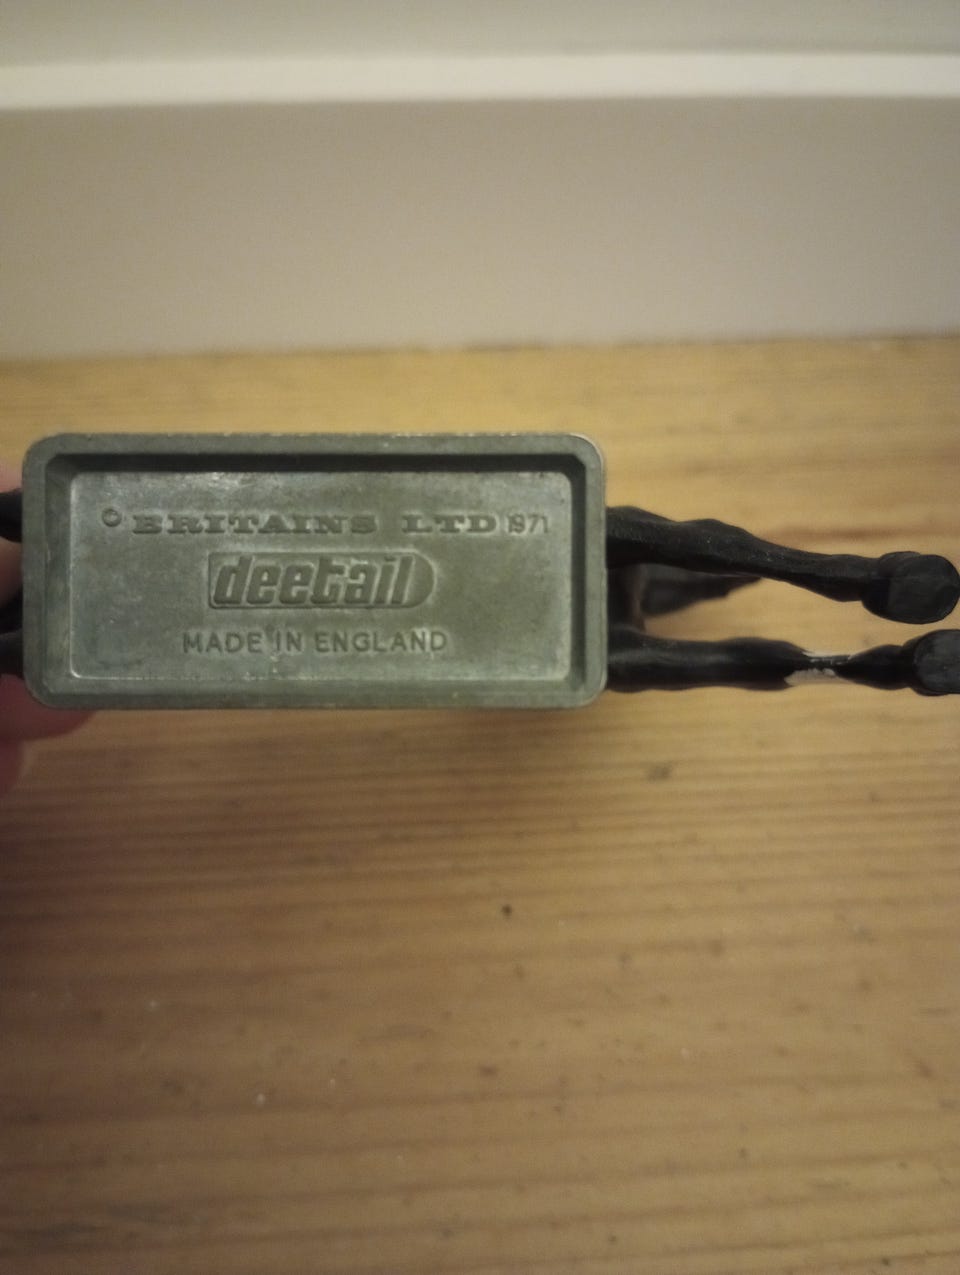 © BRITAINS LTD 1971
deetail
MADE IN ENGLAND